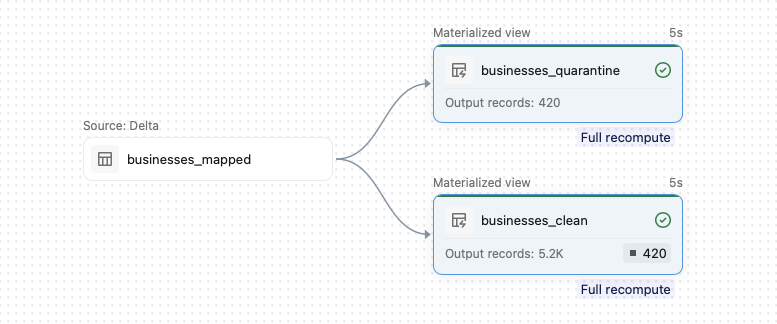 Materialized view 5s
businesses_quarantine
Output records: 420
Full recompute
Source: Delta
businesses_mapped
Materialized view 5s
businesses_clean
Output records: 5.2K 420
Full recompute